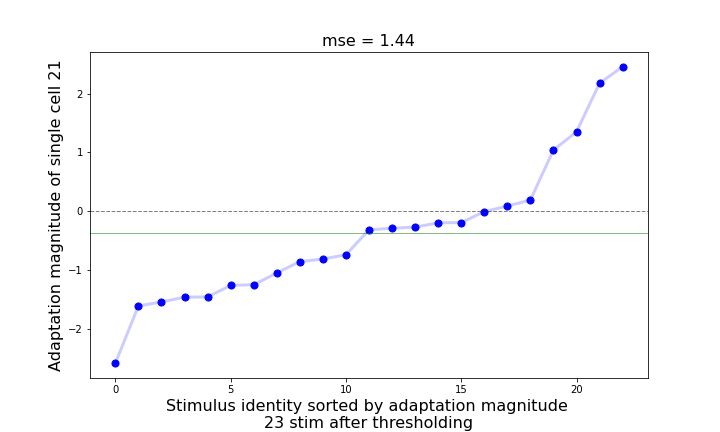 mse = 1.44
Adaptation magnitude of single cell 21
2
1
0
−1
−2
0 5 10 15 20
Stimulus identity sorted by adaptation magnitude
23 stim after thresholding